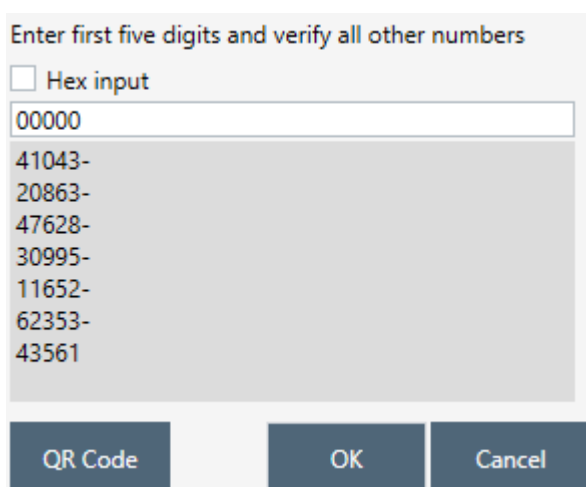 Enter first five digits and verify all other numbers
Hex input
00000
41043-
20863-
47628-
30995-
11652-
62353-
43561
QR Code OK Cancel